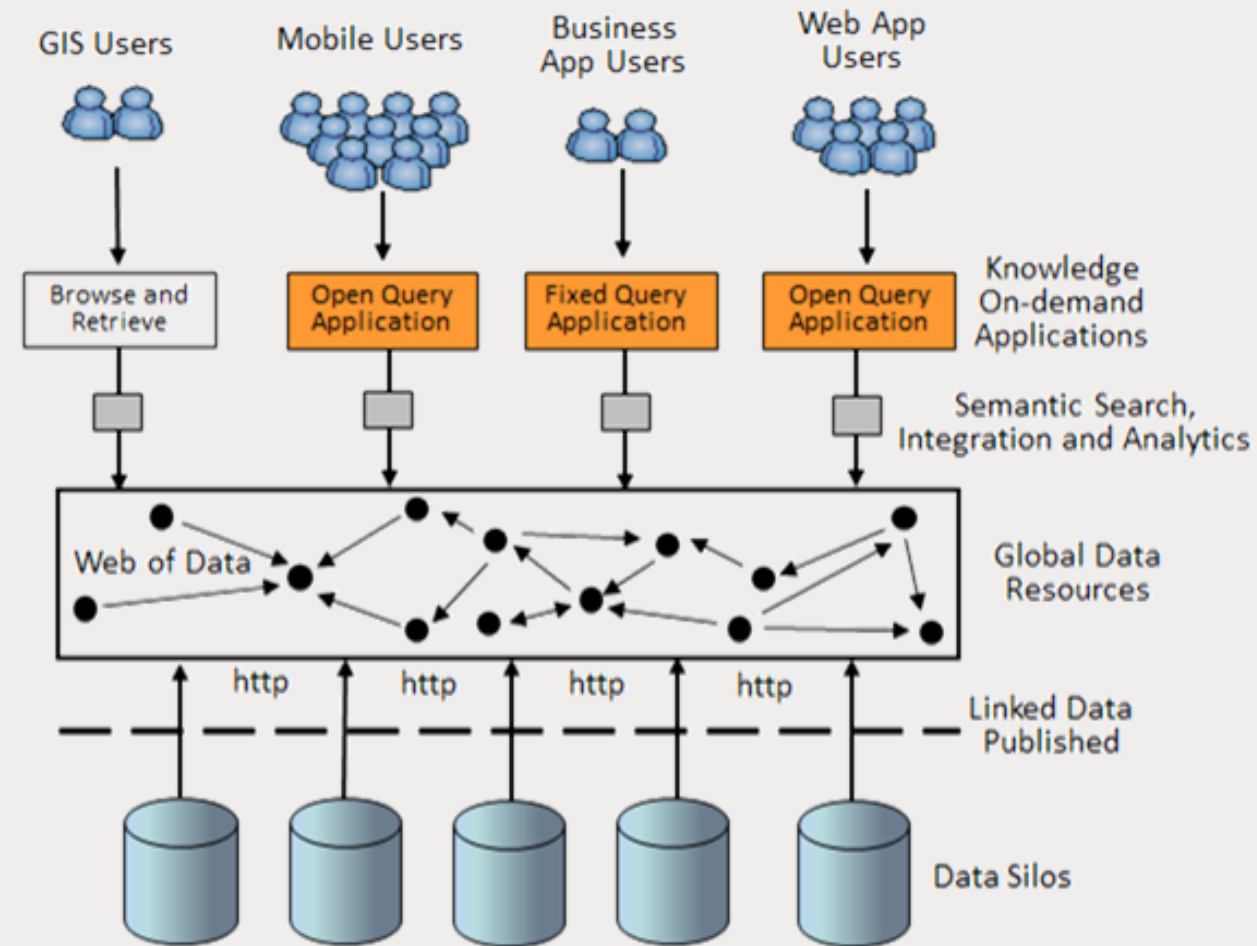 GIS Users
Mobile Users
Business
App Users
Web App
Users
Browse and
Retrieve
Open Query
Application
Fixed Query
Application
Open Query
Application
Knowledge
On-demand
Applications
Semantic Search,
Integration and Analytics
Web of Data
Global Data
Resources
http
http
http
http
Linked Data
Published
Data Silos